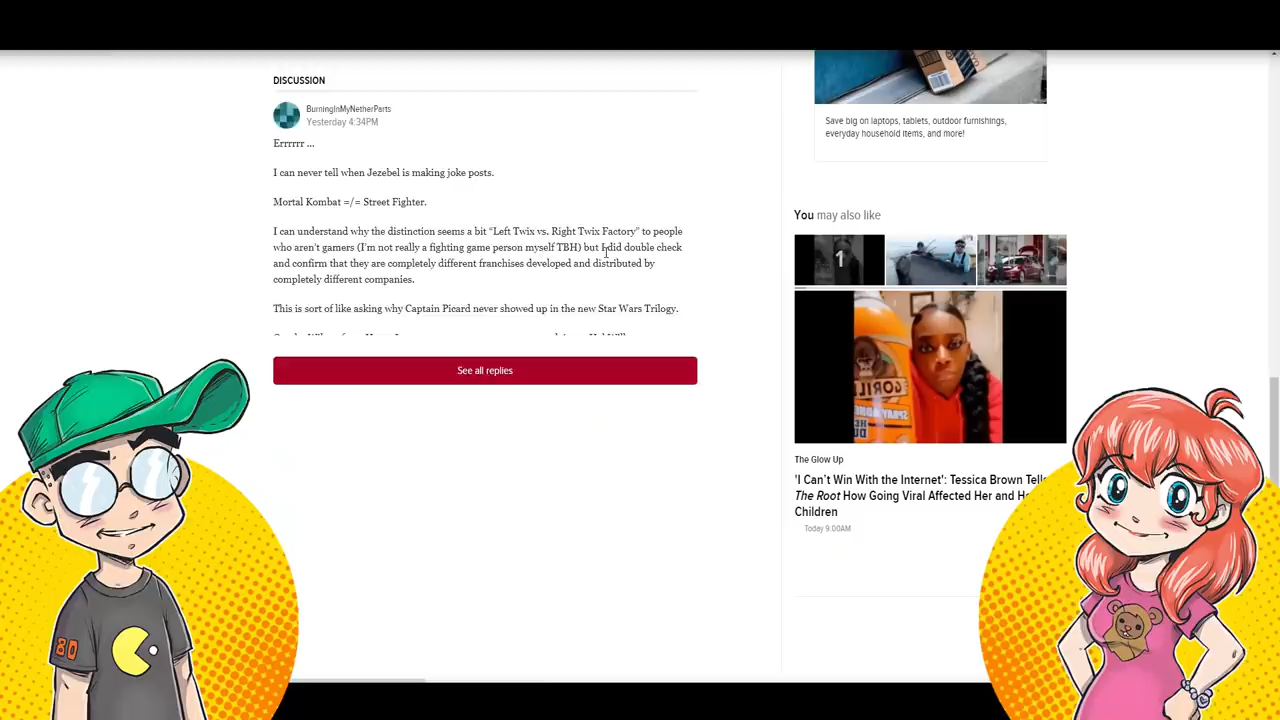 DISCUSSION
BurningInMyNetherParts
Yesterday 4:34PM
Errrrrr ...
I can never tell when Jezebel is making joke posts.
Mortal Kombat =/= Street Fighter.
I can understand why the distinction seems a bit “Left Twix vs. Right Twix Factory” to people
who aren't gamers (I'm not really a fighting game person myself TBH) but I did double check
and confirm that they are completely different franchises developed and distributed by
completely different companies.
This is sort of like asking why Captain Picard never showed up in the new Star Wars Trilogy.
See all replies
Save big on laptops, tablets, outdoor furnishings,
everyday household items, and more!
You may also like
1
GORIL
SPRAY
The Glow Up
'I Can't Win With the Internet': Tessica Brown Tells
The Root How Going Viral Affected Her and
Children
Today 9:00AM
80